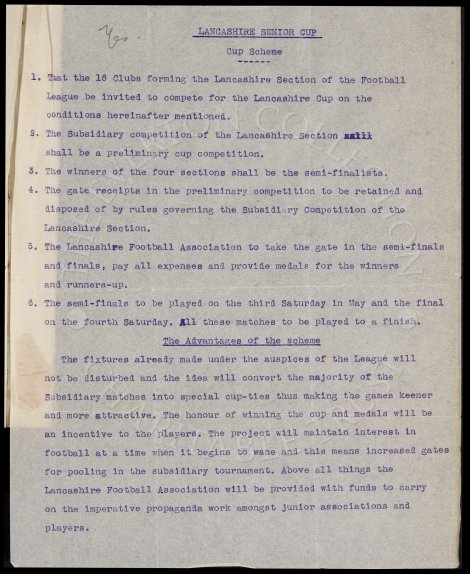 Yes.
LANCASHIRE SENIOR CUP
Cup Scheme
------
1. That the 16 Clubs forming the Lancashire Section of the Football
League be invited to compete for the Lancashire Cup on the
conditions hereinafter mentioned.
2. The Subsidiary competition of the Lancashire Section
shall be a preliminary cup competition.
3. The winners of the four sections shall be the semi-finalists.
4. The gate receipts in the preliminary competition to be retained and
disposed of by rules governing the Subsidiary Competition of the
Lancashire Section.
5. The Lancashire Football Association to take the gate in the semi-finals
and finals, pay all expenses and provide medals for the winners
and runners-up.
6. The semi-finals to be played on the third Saturday in May and the final
on the fourth Saturday. All these matches to be played to a finish.
The Advantages of the scheme
The fixtures already made under the auspices of the League will
not be disturbed and the idea will convert the majority of the
Subsidiary matches into special cup-ties thus making the games keener
and more attractive. The honour of winning the cup and medals will be
an incentive to the players. The project will maintain interest in
football at a time when it begins to wane and this means increased gates
for pooling in the subsidiary tournament. Above all things the
Lancashire Football Association will be provided with funds to carry
on the imperative propaganda work amongst junior associations and
players.